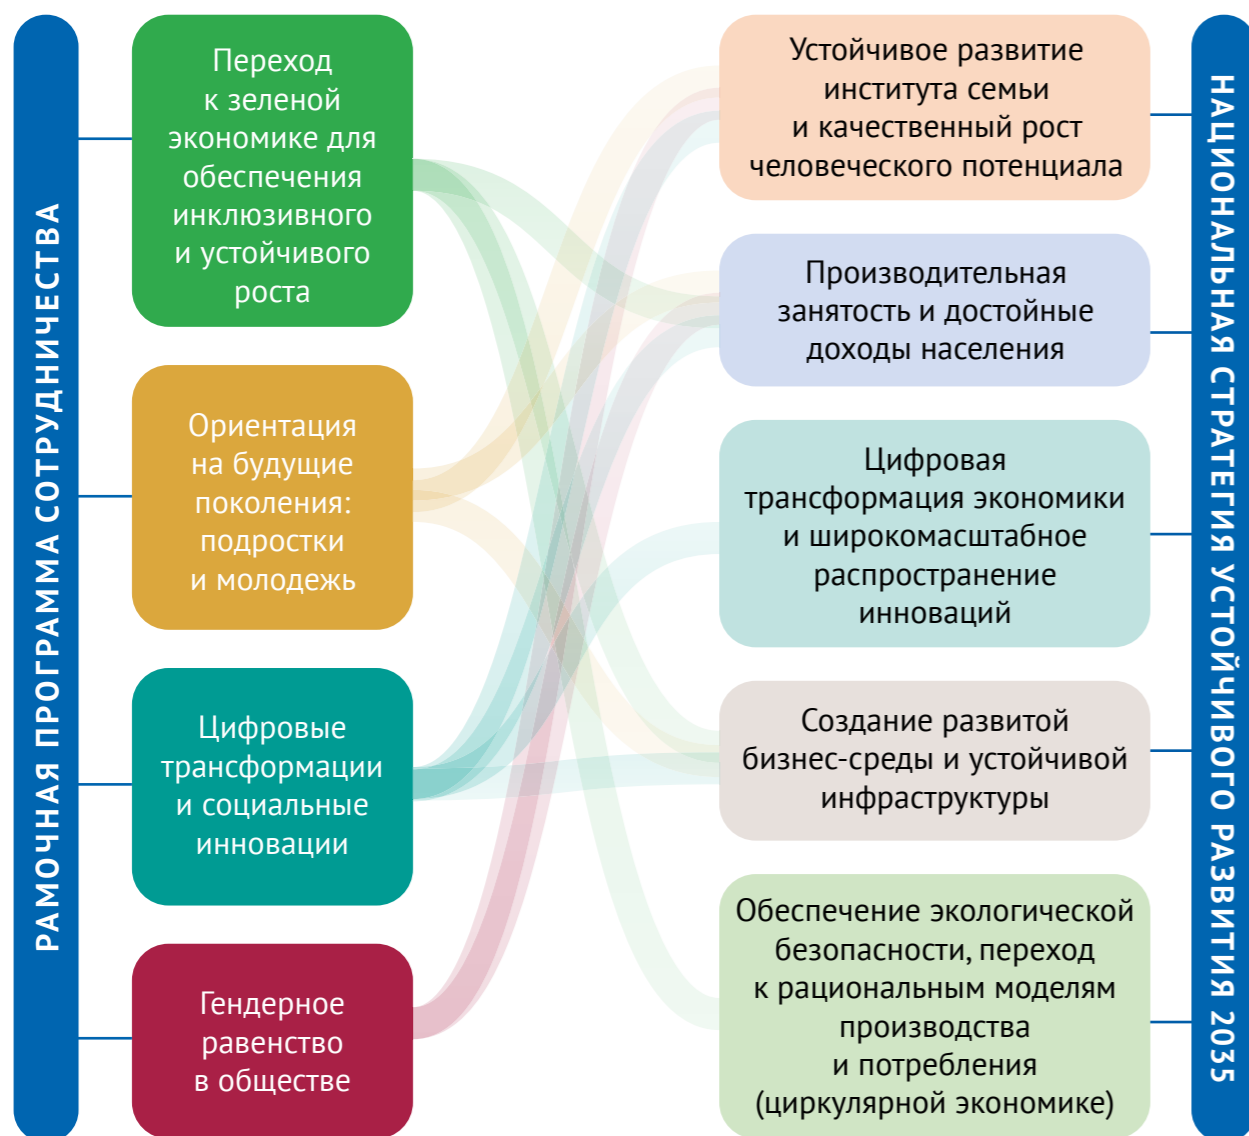 РАМОЧНАЯ ПРОГРАММА СОТРУДНИЧЕСТВА
Переход
к зеленой
экономике для
обеспечения
инклюзивного
и устойчивого
роста
Ориентация
на будущие
поколения:
подростки
и молодежь
Цифровые
трансформации
и социальные
инновации
Гендерное
равенство
в обществе
Устойчивое развитие
института семьи
и качественный рост
человеческого потенциала
Производительная
занятость и достойные
доходы населения
Цифровая
трансформация экономики
и широкомасштабное
распространение
инноваций
Создание развитой
бизнес-среды и устойчивой
инфраструктуры
Обеспечение экологической
безопасности, переход
к рациональным моделям
производства
и потребления
(циркулярной экономике)
НАЦИОНАЛЬНАЯ СТРАТЕГИЯ УСТОЙЧИВОГО РАЗВИТИЯ 2035